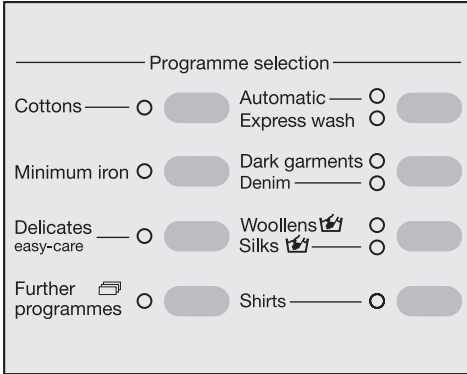 Programme selection
Cottons
Automatic
Express wash
Minimum iron
Dark garments
Denim
Delicates
easy-care
Woollens
Silks
Further
programmes
Shirts